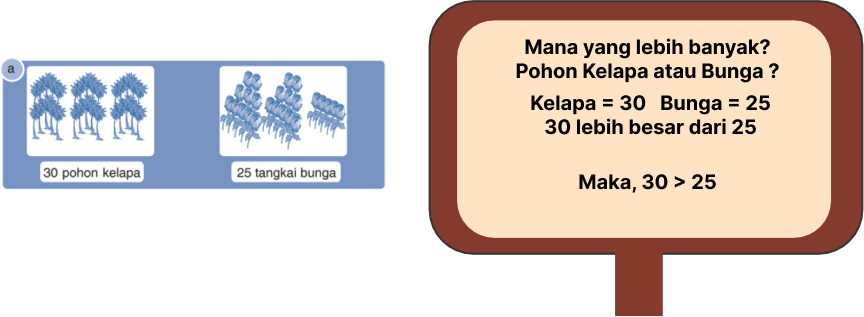 a
30 pohon kelapa
25 tangkai bunga
Mana yang lebih banyak?
Pohon Kelapa atau Bunga ?
Kelapa = 30 Bunga = 25
30 lebih besar dari 25
Maka, 30 > 25